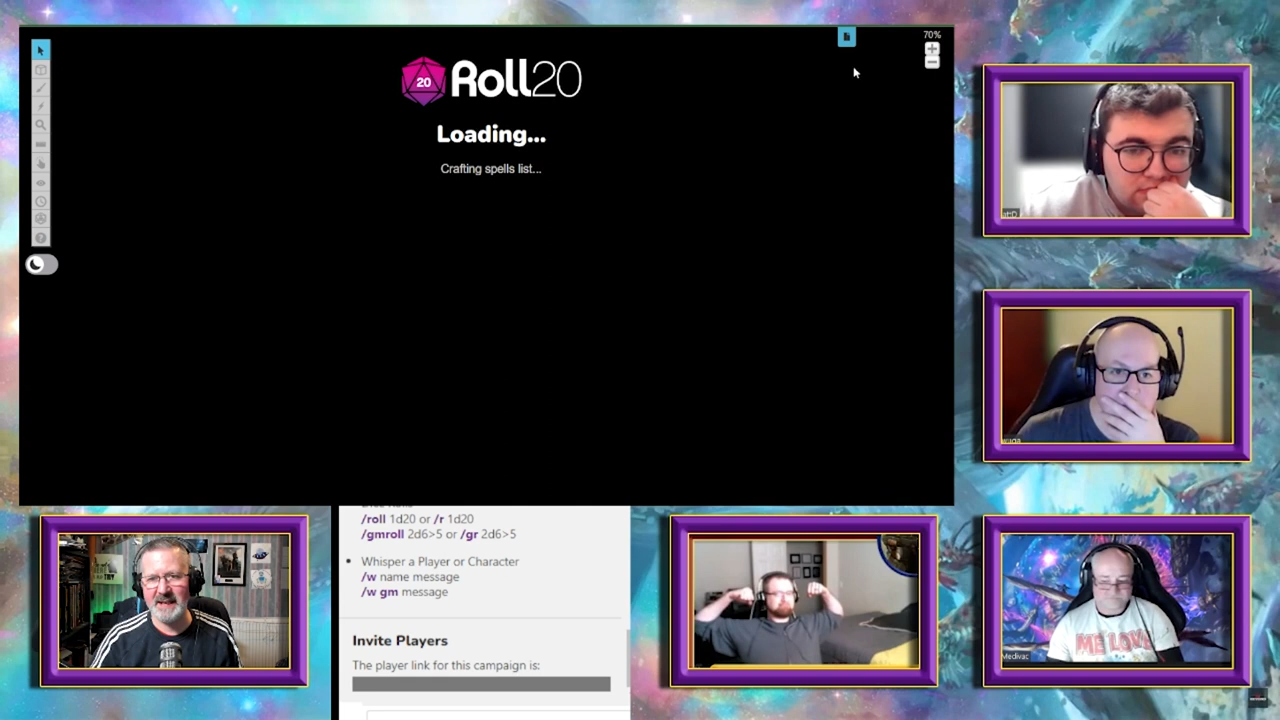 70%
20
Roll20
Loading...
Crafting spells list...
/roll 1d20 or /r 1d20
/gmroll 2d6>5 or /gr 2d6>5
Whisper a Player or Character
/w name message
/w gm message
Invite Players
The player link for this campaign is:
ME LOVE
Medivac